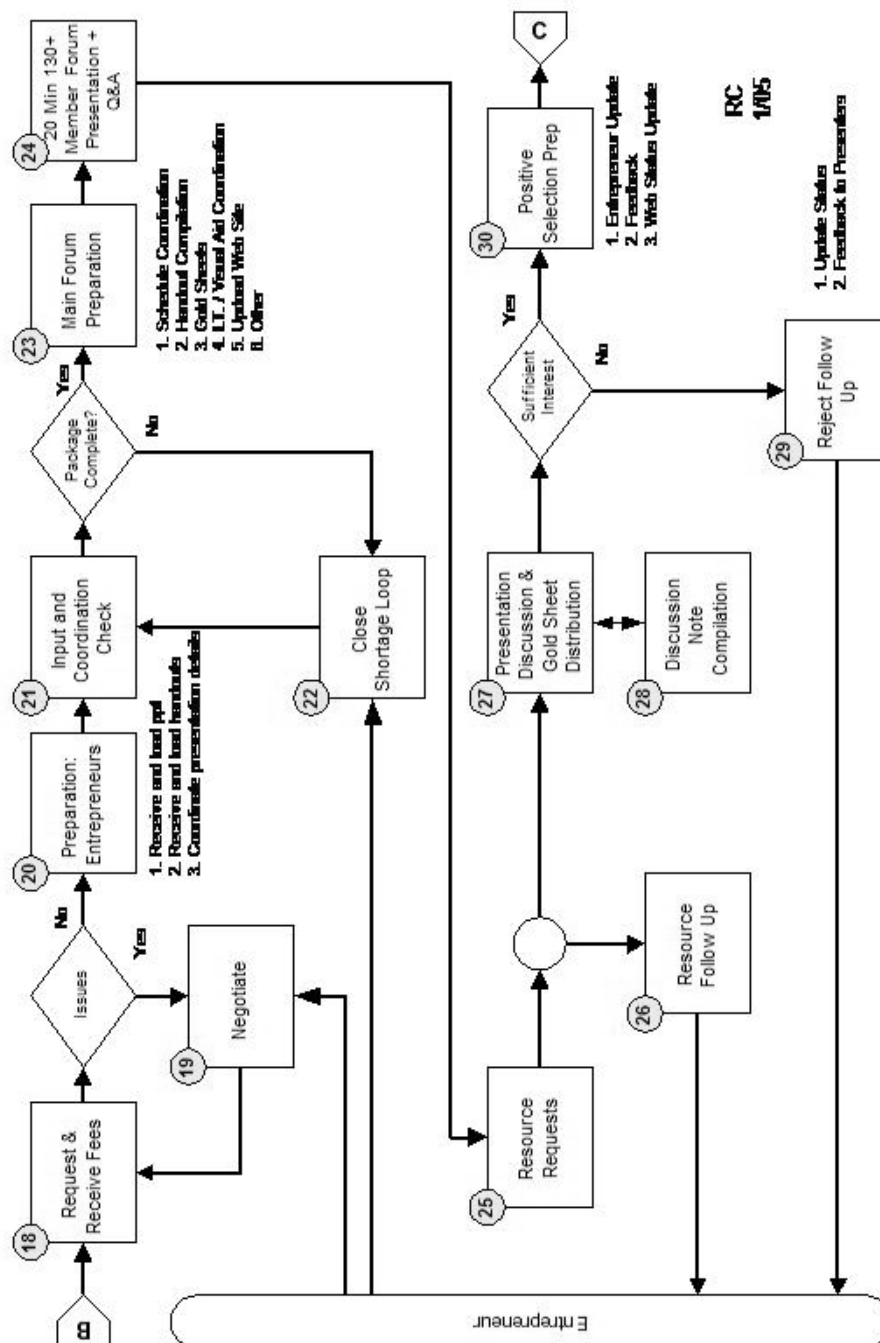 B
18
Request &
Receive Fees
Issues
No
Yes
19
Negotiate
20
Preparation:
Entrepreneurs
1. Receive and load ppt
2. Receive and load handouts
3. Coordinate presentation details
21
Input and
Coordination
Check
22
Close
Shortage Loop
Package
Complete?
Yes
No
23
Main Forum
Preparation
1. Schedule Coordination
2. Handout Compilation
3. Gold Sheets
4. I.T. / Visual Aid Coordination
5. Upload Web Site
6. Other
24
20 Min 130+
Member Forum
Presentation +
Q&A
25
Resource
Requests
26
Resource
Follow Up
27
Presentation
Discussion &
Gold Sheet
Distribution
28
Discussion
Note
Compilation
Sufficient
Interest
Yes
No
30
Positive
Selection Prep
1. Entrepreneur Update
2. Feedback
3. Web Status Update
C
29
Reject Follow
Up
1. Update Status
2. Feedback to Presenters
RC
1/05
Entrepreneur